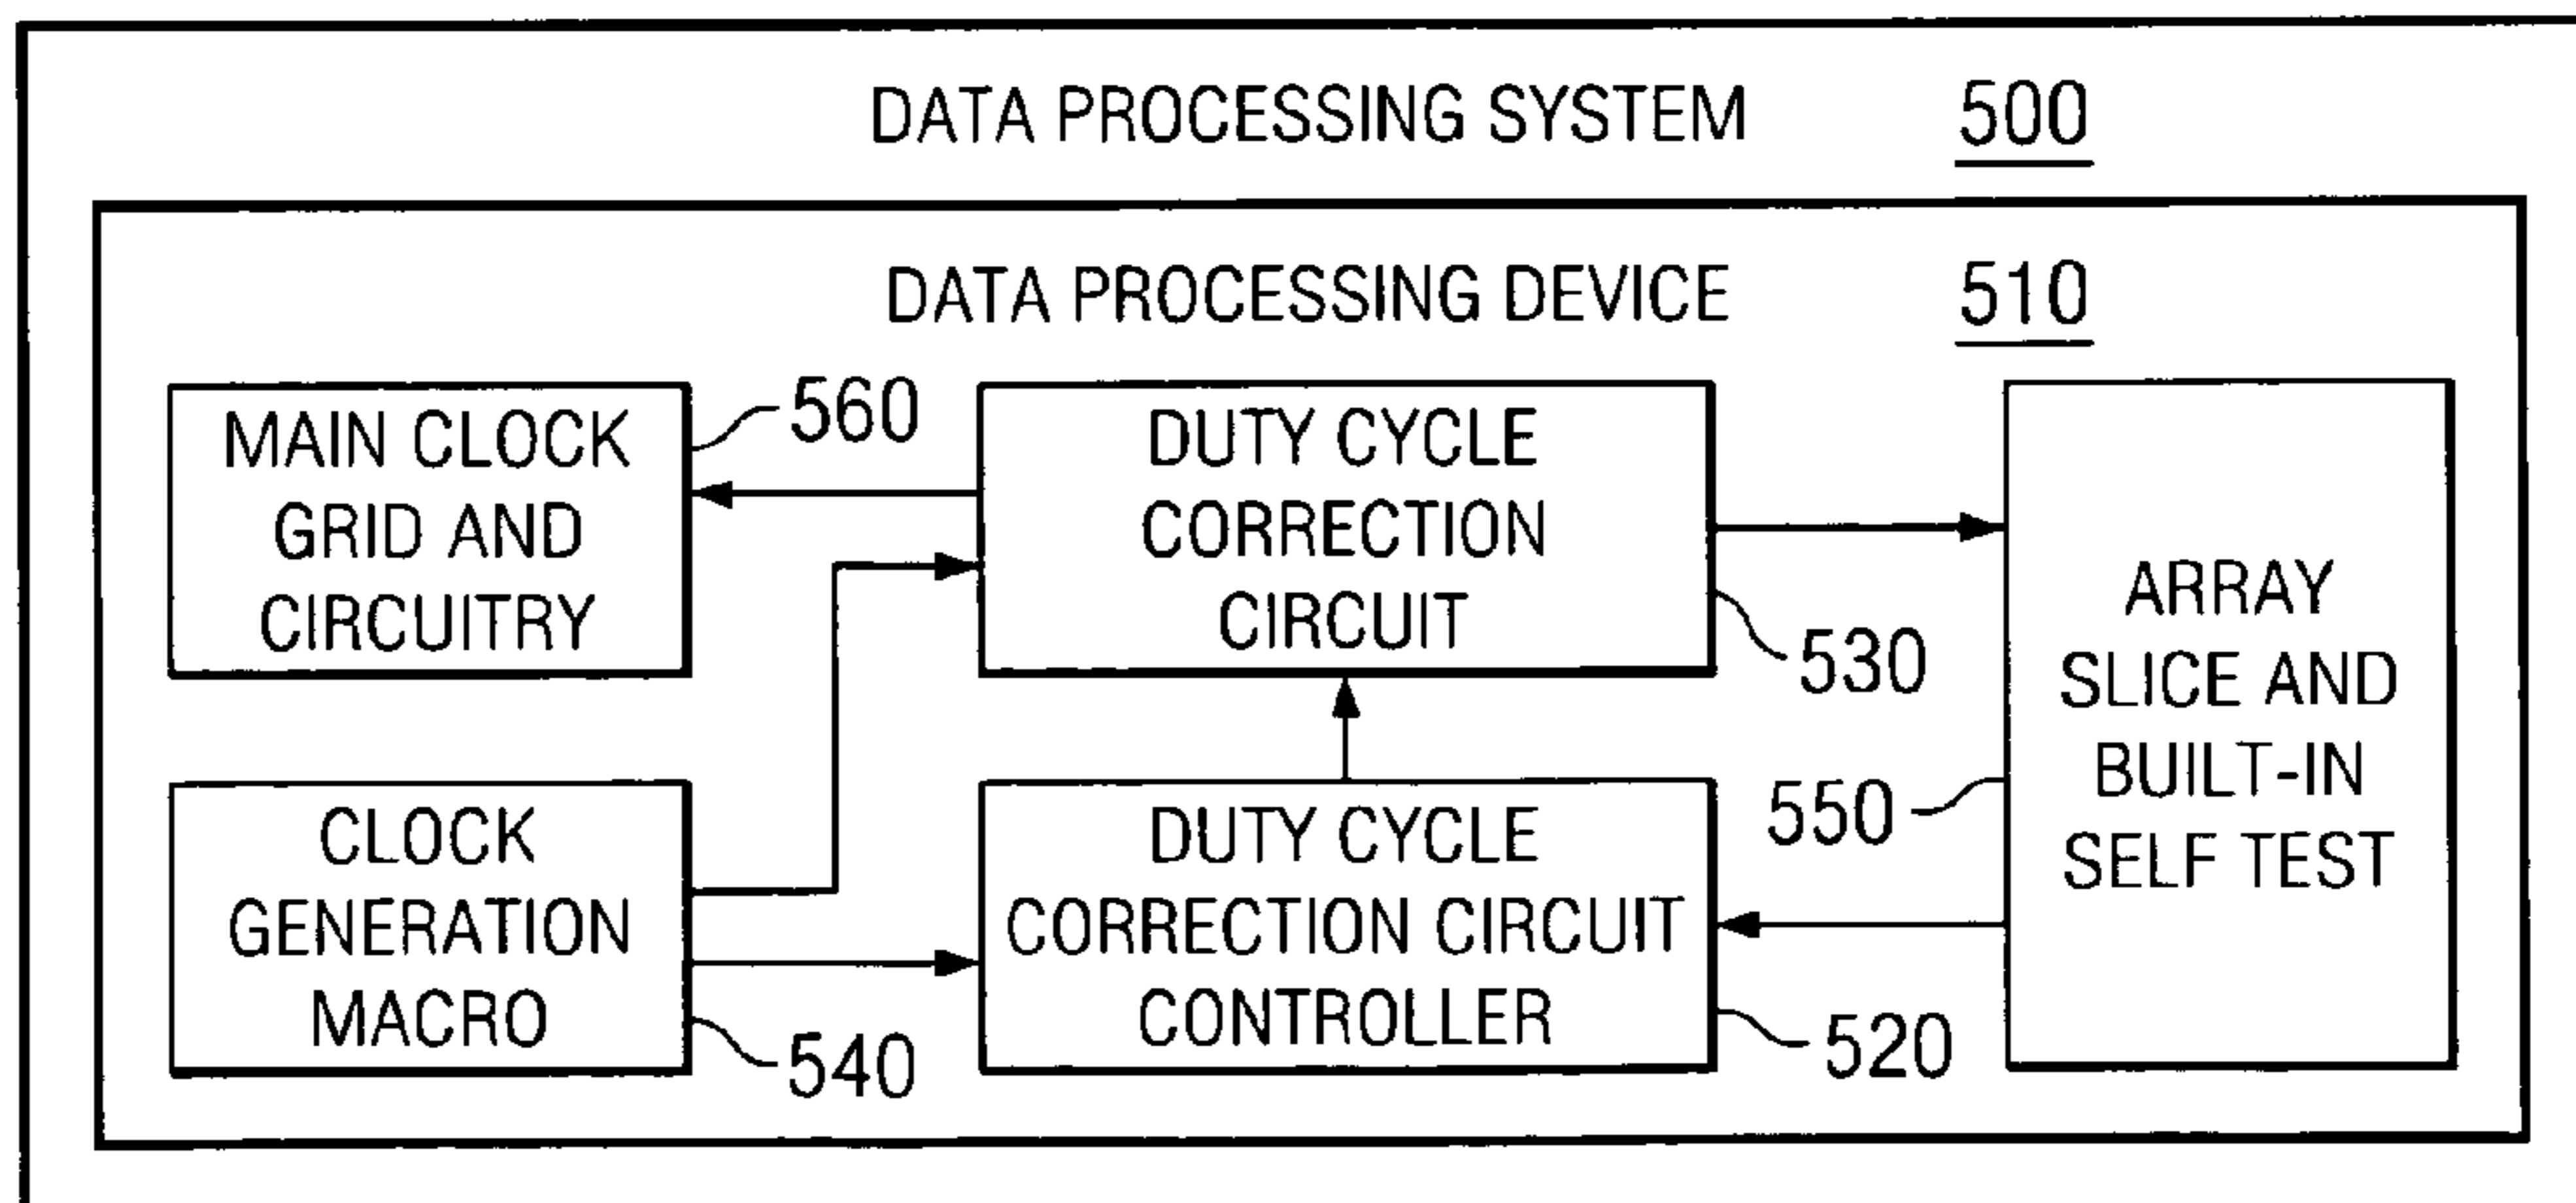 DATA PROCESSING SYSTEM 500
DATA PROCESSING DEVICE 510
MAIN CLOCK
GRID AND
CIRCUITRY
560
DUTY CYCLE
CORRECTION
CIRCUIT
530
CLOCK
GENERATION
MACRO
540
DUTY CYCLE
CORRECTION CIRCUIT
CONTROLLER
520
ARRAY
SLICE AND
BUILT-IN
SELF TEST
550